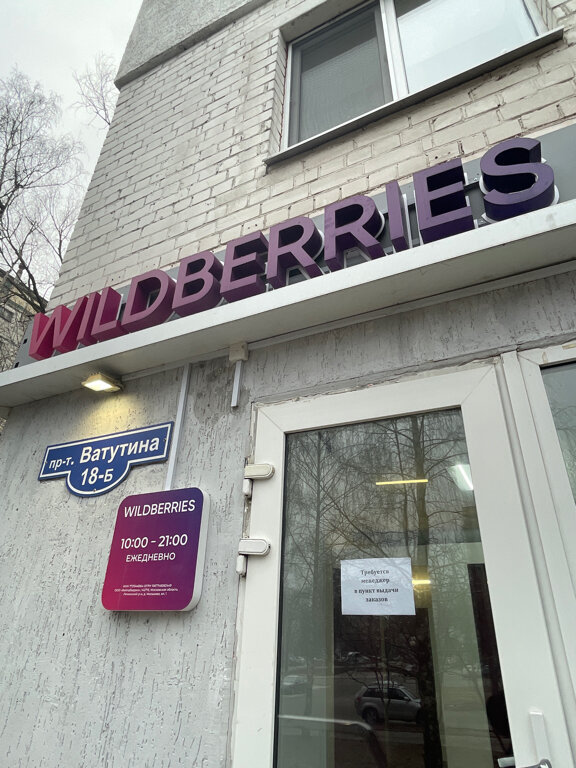 WILDBERRIES
пр-т. Ватутина
18-Б
WILDBERRIES
10:00 - 21:00
ЕЖЕДНЕВНО
Требуется
менеджер
в пункт выдачи
заказов